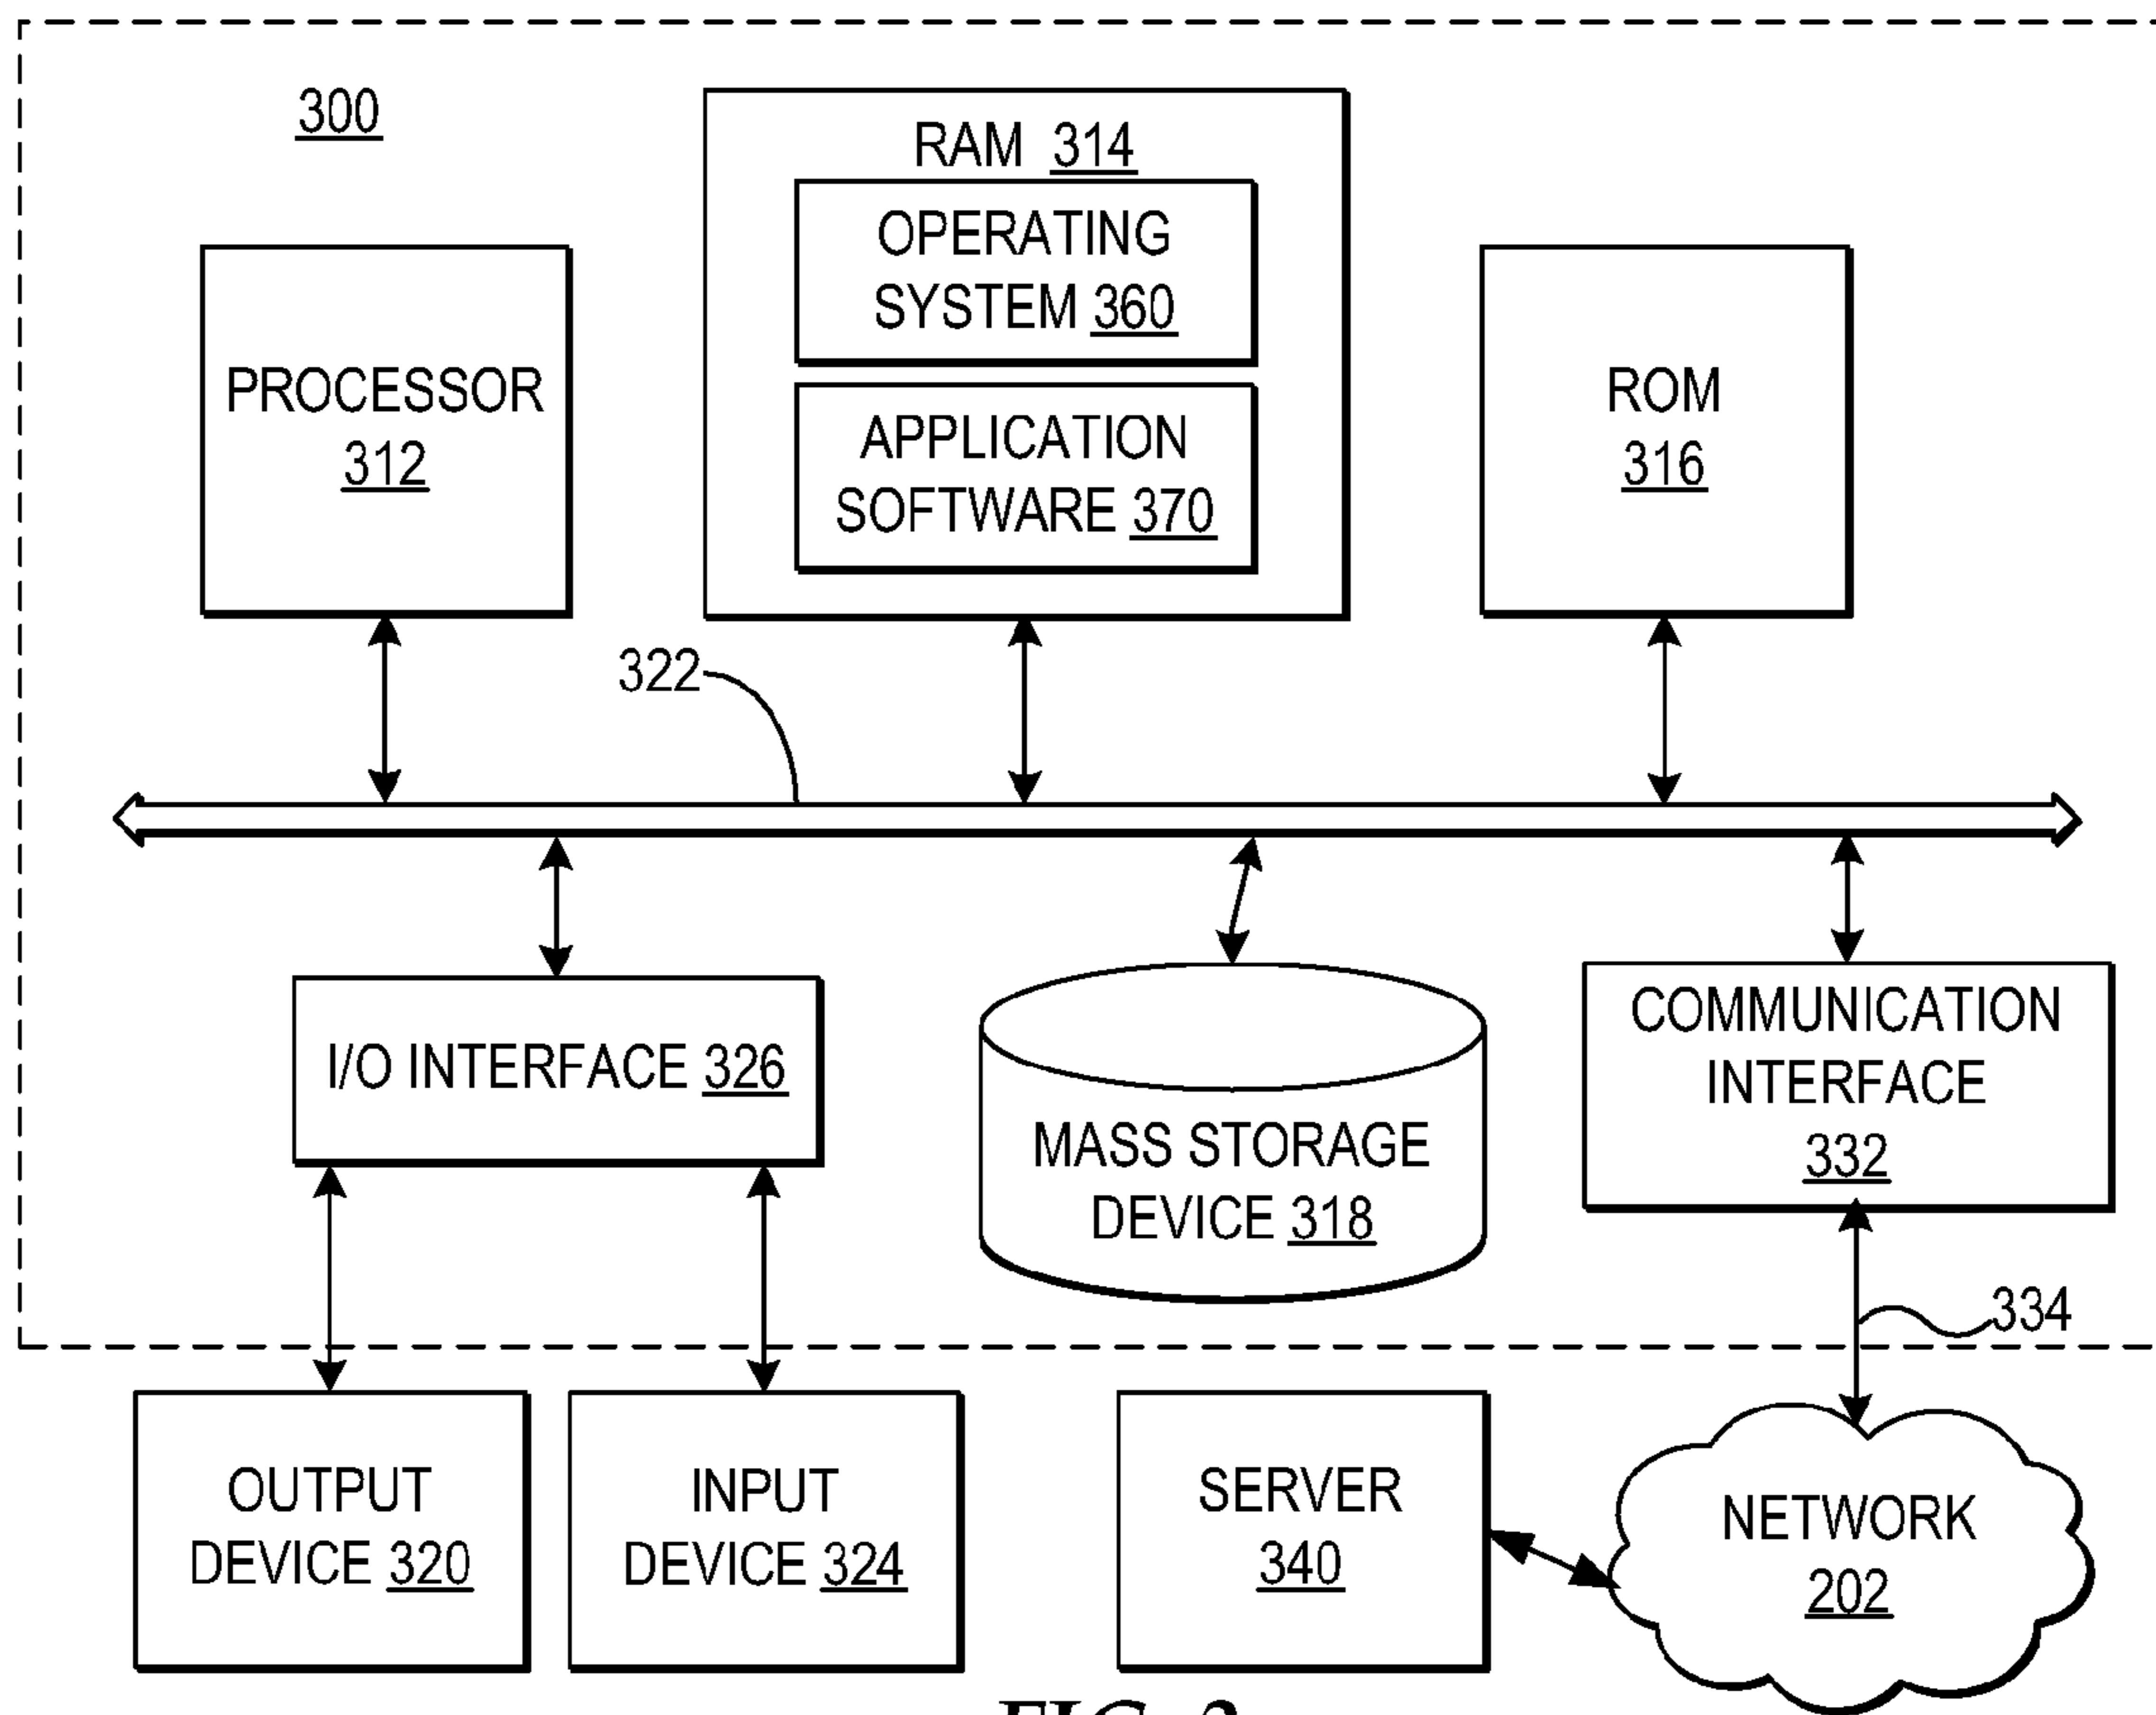 300
RAM 314
OPERATING
SYSTEM 360
APPLICATION
SOFTWARE 370
PROCESSOR
312
ROM
316
322
I/O INTERFACE 326
MASS STORAGE
DEVICE 318
COMMUNICATION
INTERFACE
332
334
OUTPUT
DEVICE 320
INPUT
DEVICE 324
SERVER
340
NETWORK
202
FIG.